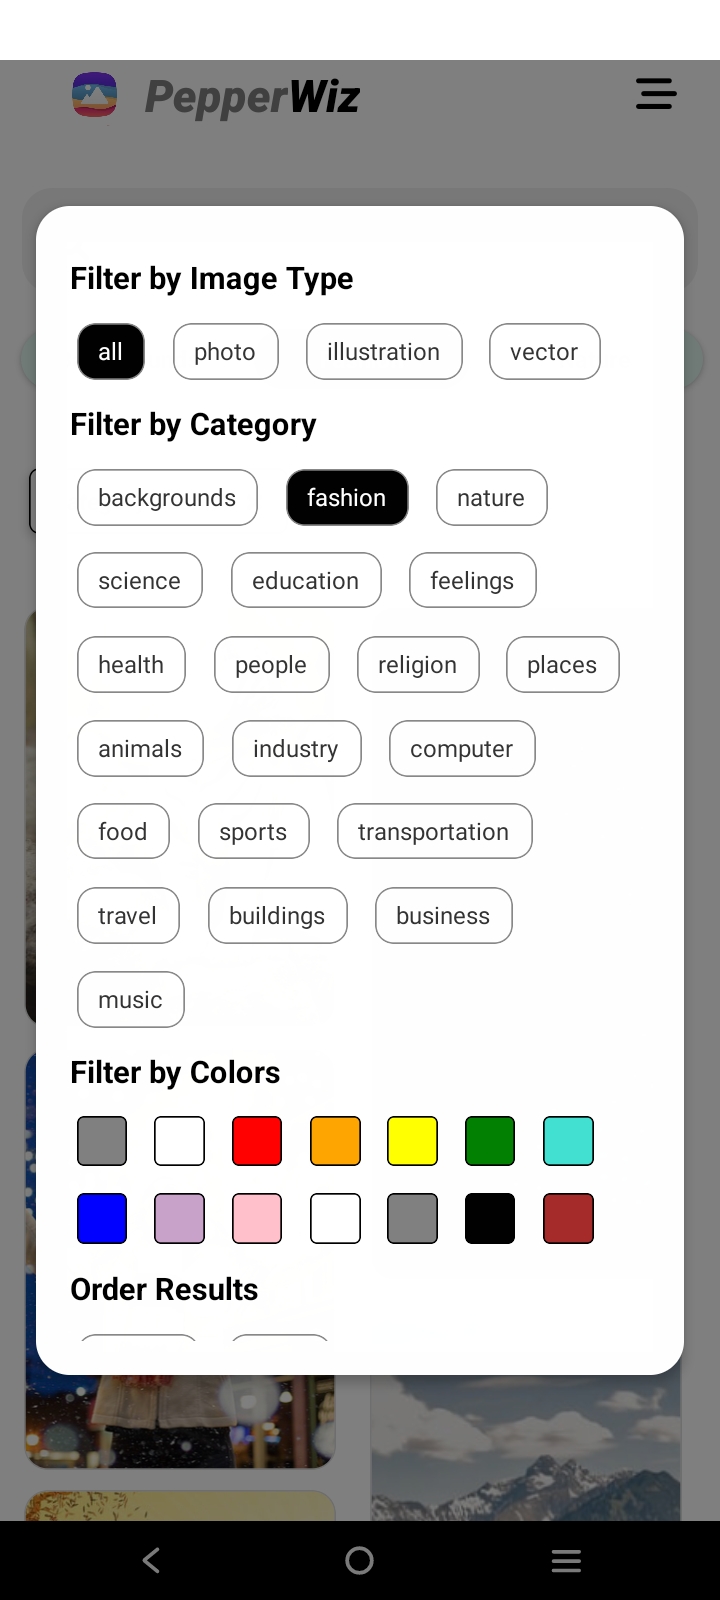 PepperWiz
Filter by Image Type
all photo illustration vector
Filter by Category
backgrounds fashion nature
science education feelings
health people religion places
animals industry computer
food sports transportation
travel buildings business
music
Filter by Colors
Order Results